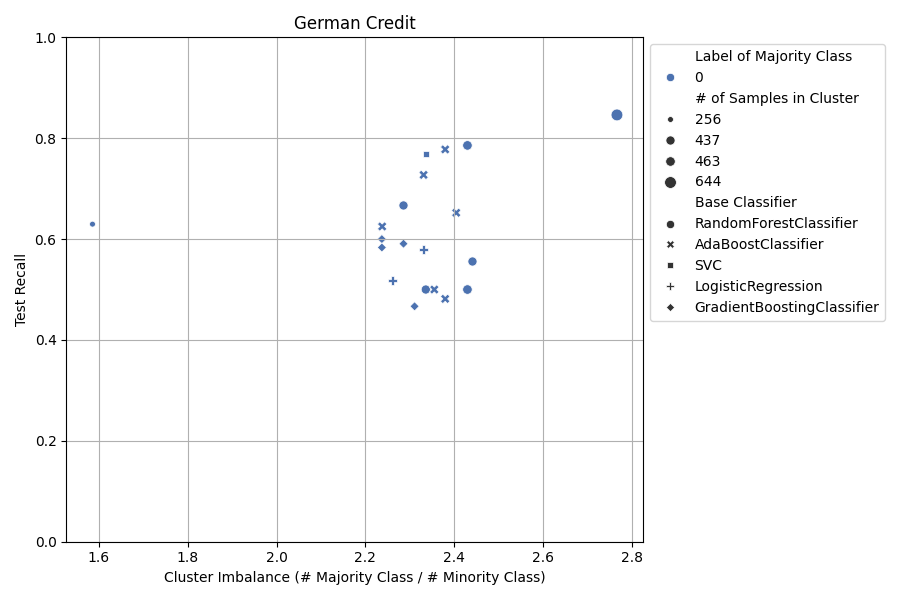 German Credit
Test Recall
1.0
0.8
0.6
0.4
0.2
0.0
1.6
1.8
2.0
2.2
2.4
2.6
2.8
Cluster Imbalance (# Majority Class / # Minority Class)
Label of Majority Class
0
# of Samples in Cluster
256
437
463
644
Base Classifier
RandomForestClassifier
AdaBoostClassifier
SVC
LogisticRegression
GradientBoostingClassifier